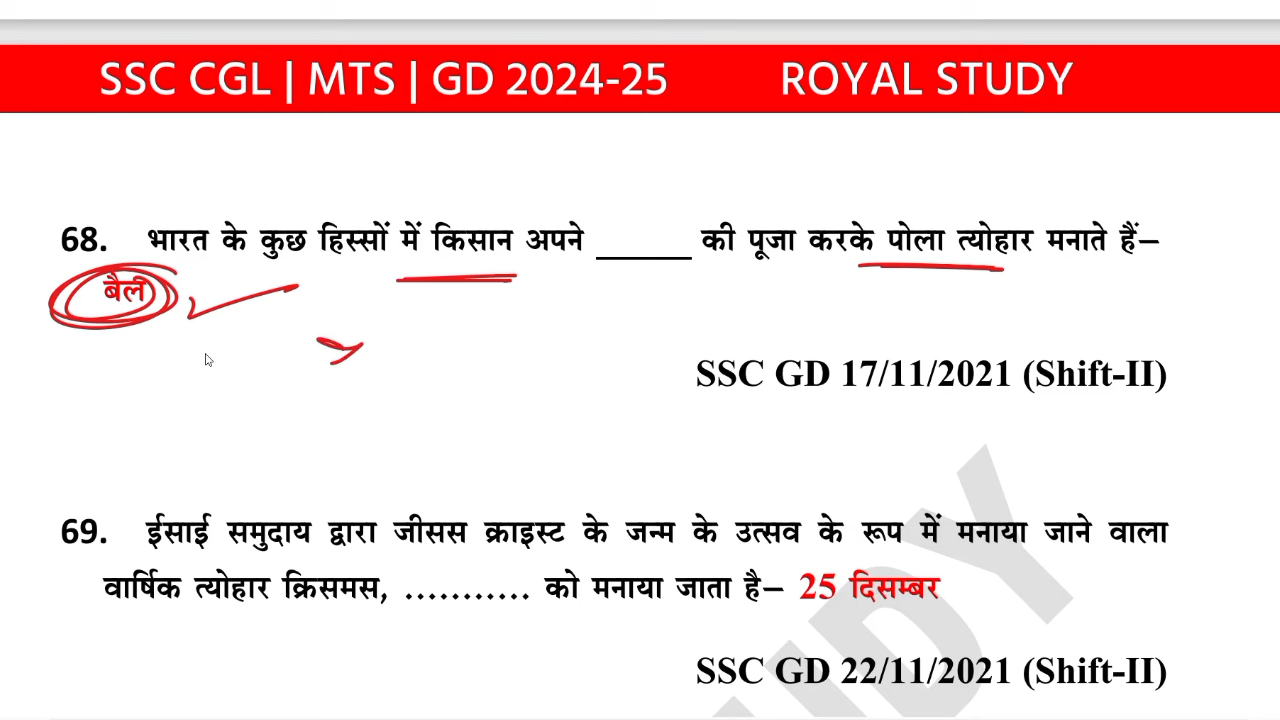 SSC CGL | MTS | GD 2024-25 ROYAL STUDY
68. भारत के कुछ हिस्सों में किसान अपने ______ की पूजा करके पोला त्योहार मनाते हैं–
बैल
SSC GD 17/11/2021 (Shift-II)
69. ईसाई समुदाय द्वारा जीसस क्राइस्ट के जन्म के उत्सव के रूप में मनाया जाने वाला
वार्षिक त्योहार क्रिसमस, ........... को मनाया जाता है– 25 दिसम्बर
SSC GD 22/11/2021 (Shift-II)